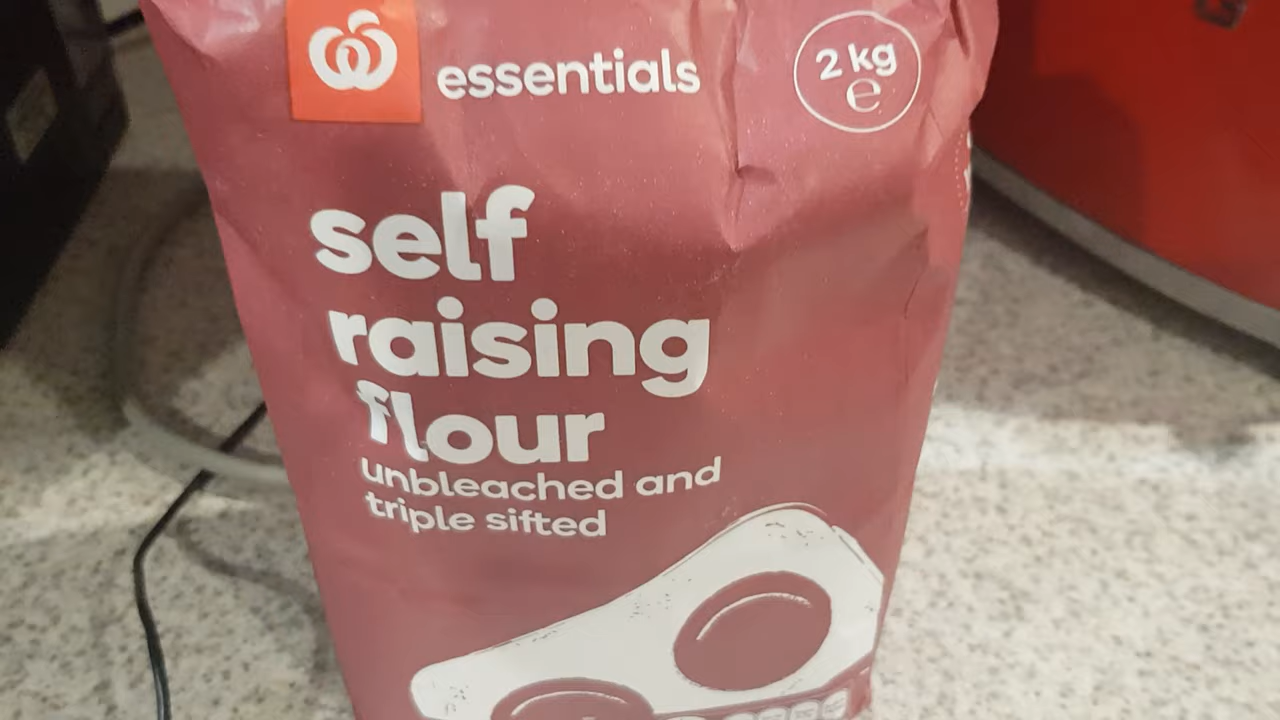 essentials
2 kg
e
self
raising
flour
unbleached and
triple sifted